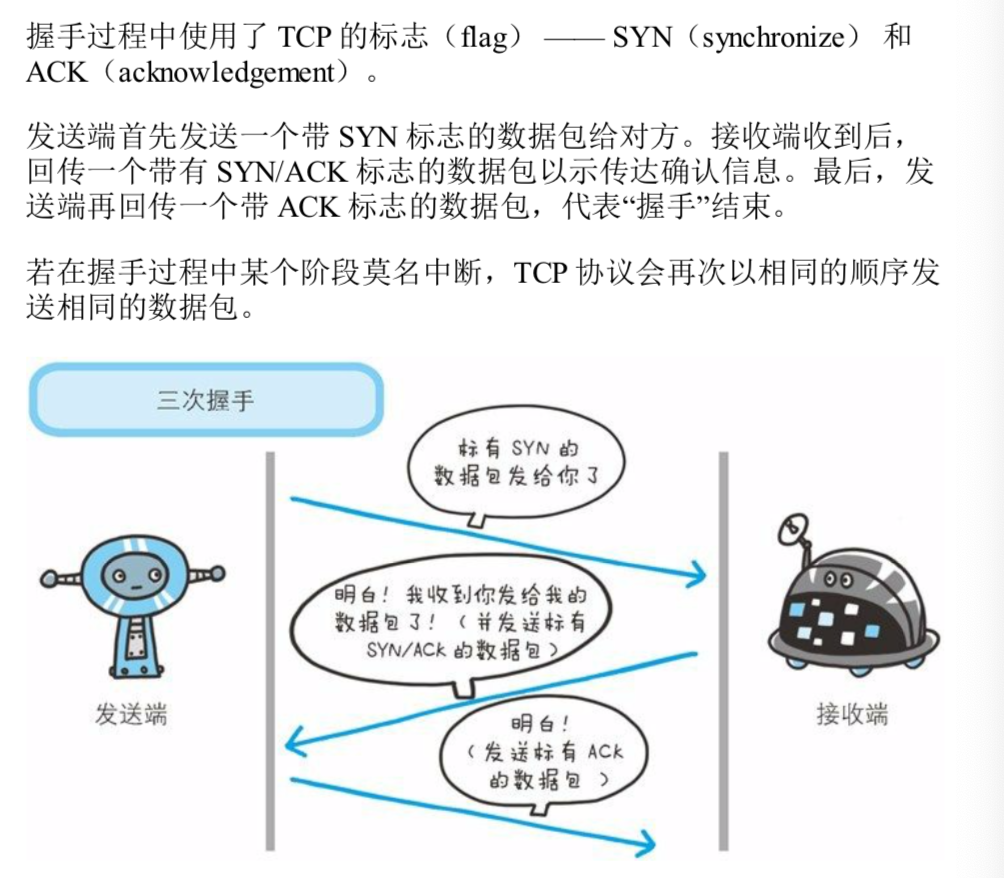 握手过程中使用了 TCP 的标志（flag） —— SYN（synchronize） 和
ACK（acknowledgement）。
发送端首先发送一个带 SYN 标志的数据包给对方。接收端收到后，
回传一个带有 SYN/ACK 标志的数据包以示传达确认信息。最后，发
送端再回传一个带 ACK 标志的数据包，代表“握手”结束。
若在握手过程中某个阶段莫名中断，TCP 协议会再次以相同的顺序发
送相同的数据包。
三次握手
标有 SYN 的
数据包发给你了
明白！我收到你发给我的
数据包了！（并发送标有
SYN/ACK 的数据包）
发送端
接收端
明白！
（发送标有 ACK
的数据包）